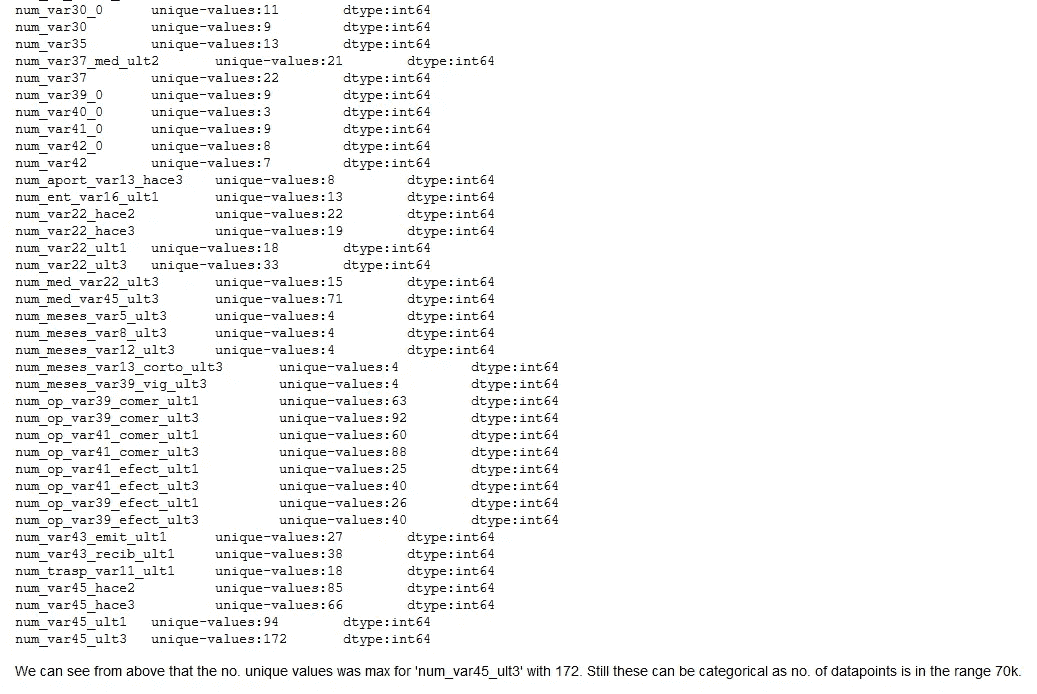 num_var30_0 unique-values:11 dtype:int64
num_var30 unique-values:9 dtype:int64
num_var35 unique-values:13 dtype:int64
num_var37_med_ult2 unique-values:21 dtype:int64
num_var37 unique-values:22 dtype:int64
num_var39_0 unique-values:9 dtype:int64
num_var40_0 unique-values:3 dtype:int64
num_var41_0 unique-values:9 dtype:int64
num_var42_0 unique-values:8 dtype:int64
num_var42 unique-values:7 dtype:int64
num_aport_var13_hace3 unique-values:8 dtype:int64
num_ent_var16_ult1 unique-values:13 dtype:int64
num_var22_hace2 unique-values:22 dtype:int64
num_var22_hace3 unique-values:19 dtype:int64
num_var22_ult1 unique-values:18 dtype:int64
num_var22_ult3 unique-values:33 dtype:int64
num_med_var22_ult3 unique-values:15 dtype:int64
num_med_var45_ult3 unique-values:71 dtype:int64
num_meses_var5_ult3 unique-values:4 dtype:int64
num_meses_var8_ult3 unique-values:4 dtype:int64
num_meses_var12_ult3 unique-values:4 dtype:int64
num_meses_var13_corto_ult3 unique-values:4 dtype:int64
num_meses_var39_vig_ult3 unique-values:4 dtype:int64
num_op_var39_comer_ult1 unique-values:63 dtype:int64
num_op_var39_comer_ult3 unique-values:92 dtype:int64
num_op_var41_comer_ult1 unique-values:60 dtype:int64
num_op_var41_comer_ult3 unique-values:88 dtype:int64
num_op_var41_efect_ult1 unique-values:25 dtype:int64
num_op_var41_efect_ult3 unique-values:40 dtype:int64
num_op_var39_efect_ult1 unique-values:26 dtype:int64
num_op_var39_efect_ult3 unique-values:40 dtype:int64
num_var43_emit_ult1 unique-values:27 dtype:int64
num_var43_recib_ult1 unique-values:38 dtype:int64
num_trasp_var11_ult1 unique-values:18 dtype:int64
num_var45_hace2 unique-values:85 dtype:int64
num_var45_hace3 unique-values:66 dtype:int64
num_var45_ult1 unique-values:94 dtype:int64
num_var45_ult3 unique-values:172 dtype:int64
We can see from above that the no. unique values was max for 'num_var45_ult3' with 172. Still these can be categorical as no. of datapoints is in the range 70k.